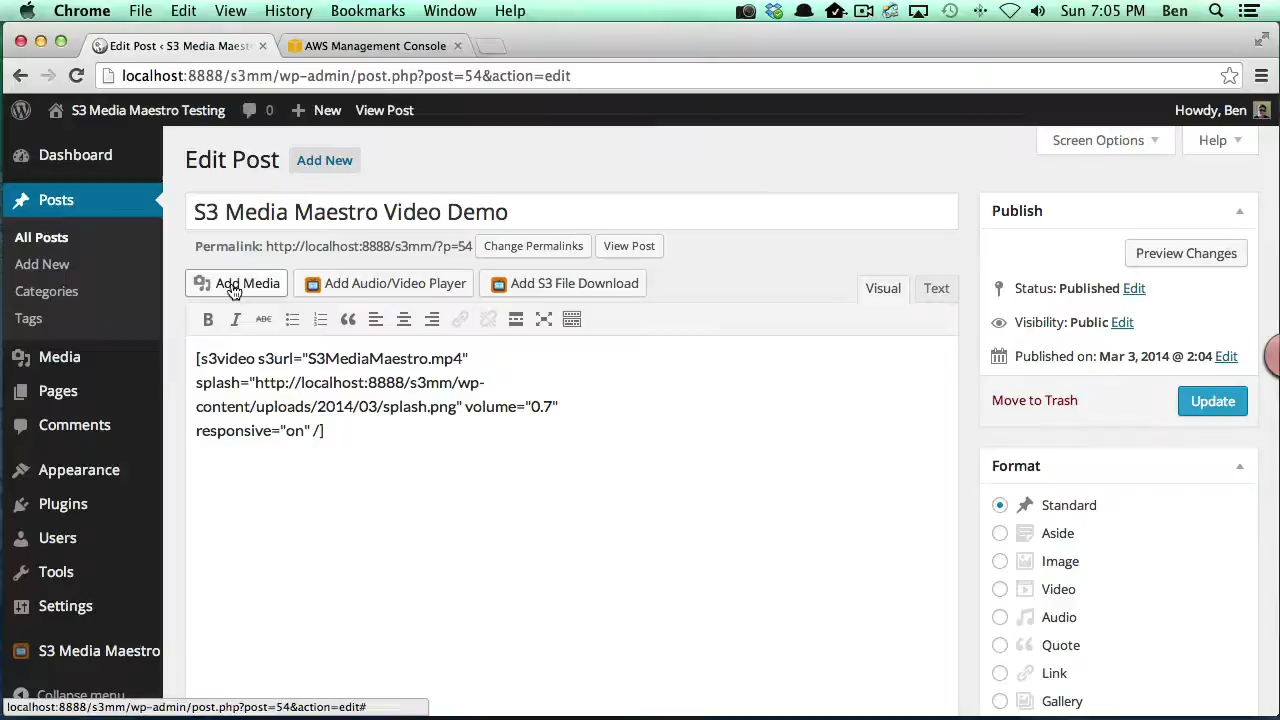 Chrome File Edit View History Bookmarks Window Help Sun 7:05 PM Ben
Edit Post ‹ S3 Media Maest AWS Management Console
localhost:8888/s3mm/wp-admin/post.php?post=54&action=edit
S3 Media Maestro Testing 0 New View Post Howdy, Ben
Screen Options Help
Dashboard
Posts
All Posts
Add New
Categories
Tags
Media
Pages
Comments
Appearance
Plugins
Users
Tools
Settings
S3 Media Maestro
Collapse menu
Edit Post Add New
S3 Media Maestro Video Demo
Permalink: http://localhost:8888/s3mm/?p=54 Change Permalinks View Post
Add Media Add Audio/Video Player Add S3 File Download Visual Text
B I ABC
[s3video s3url="S3MediaMaestro.mp4"
splash="http://localhost:8888/s3mm/wp-
content/uploads/2014/03/splash.png" volume="0.7"
responsive="on" /]
Publish
Preview Changes
Status: Published Edit
Visibility: Public Edit
Published on: Mar 3, 2014 @ 2:04 Edit
Move to Trash Update
Format
Standard
Aside
Image
Video
Audio
Quote
Link
Gallery
localhost:8888/s3mm/wp-admin/post.php?post=54&action=edit#